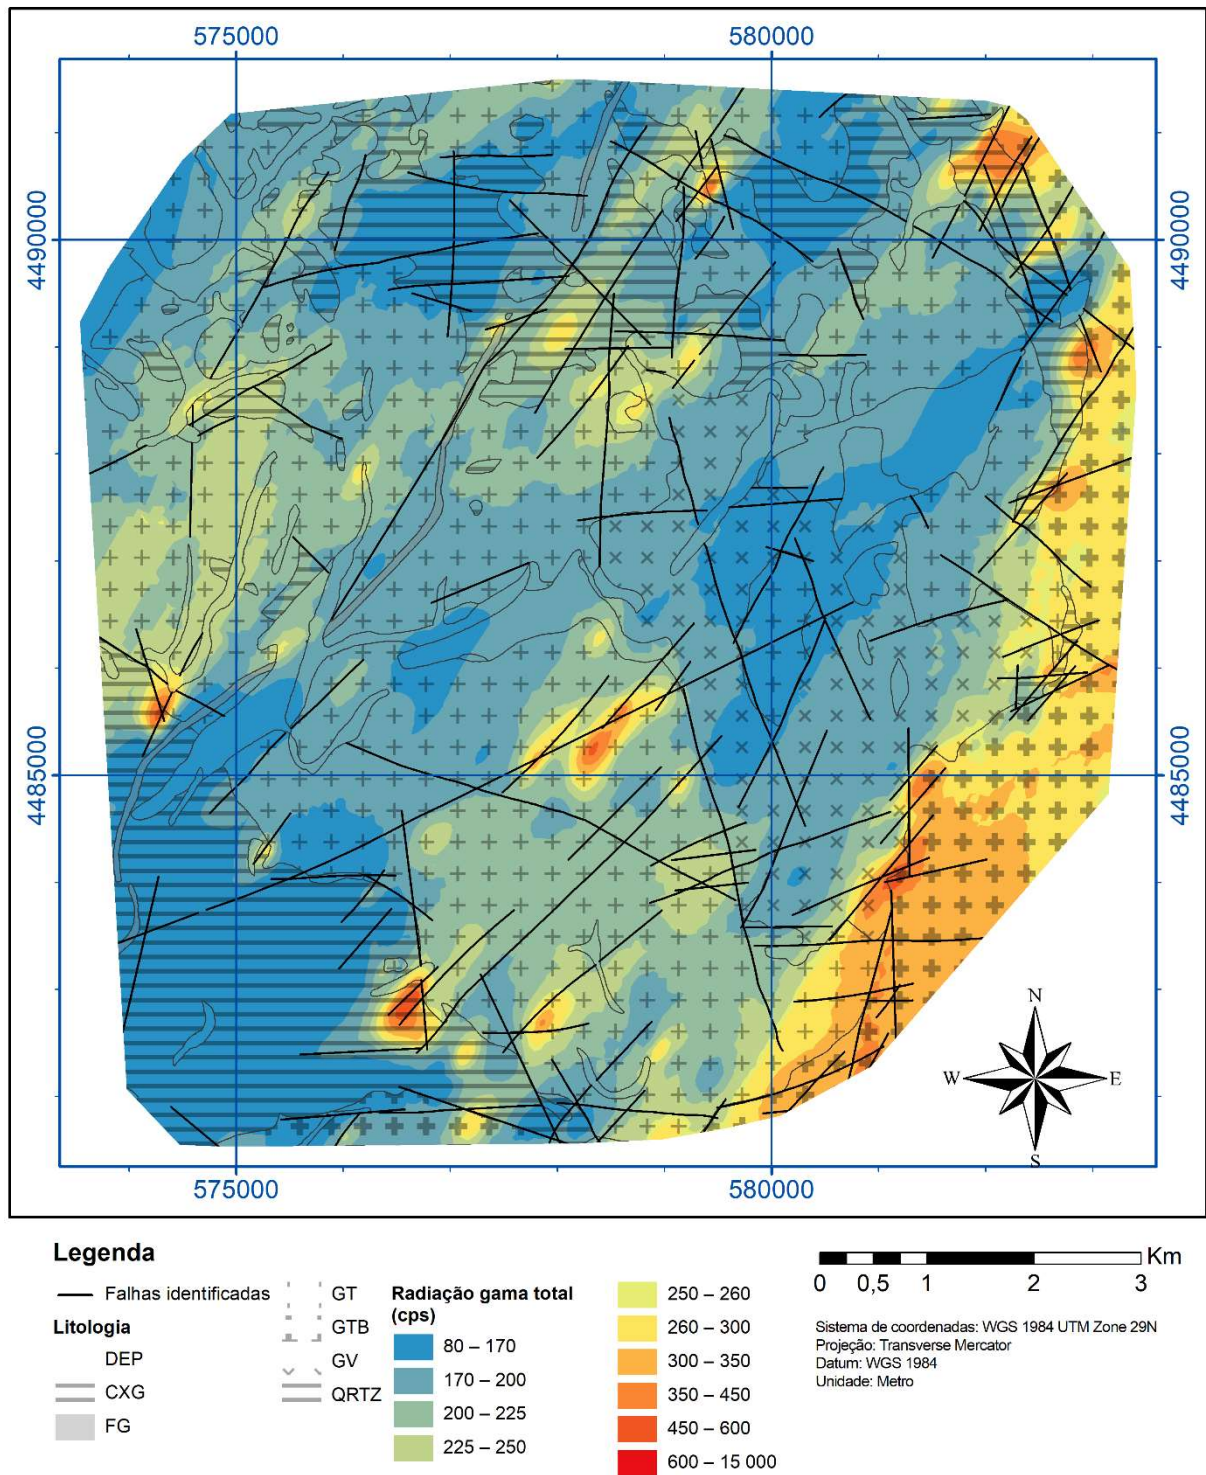 575000 580000
4490000 4490000
4485000 4485000
N
W E
S
575000 580000
Legenda
Falhas identificadas
Litologia
DEP
CXG
FG
GT
GTB
GV
QRTZ
Radiação gama total
(cps)
80 – 170
170 – 200
200 – 225
225 – 250
250 – 260
260 – 300
300 – 350
350 – 450
450 – 600
600 – 15 000
Km
0 0,5 1 2 3
Sistema de coordenadas: WGS 1984 UTM Zone 29N
Projeção: Transverse Mercator
Datum: WGS 1984
Unidade: Metro